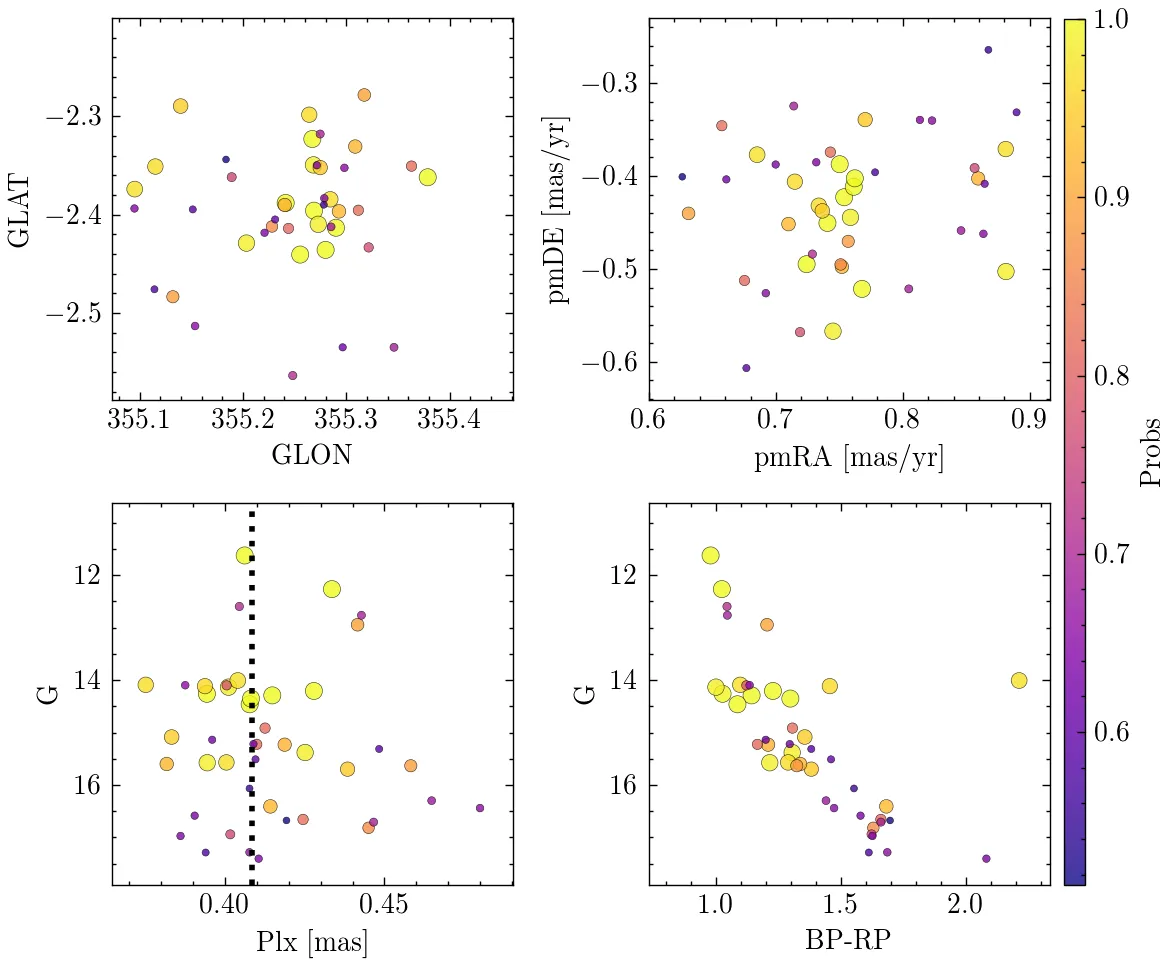 GLAT
−2.3
−2.4
−2.5
355.1 355.2 355.3 355.4
GLON
pmDE [mas/yr]
−0.3
−0.4
−0.5
−0.6
0.6 0.7 0.8 0.9
pmRA [mas/yr]
1.0
0.9
0.8
0.7
0.6
Probs
G
12
14
16
0.40 0.45
Plx [mas]
G
12
14
16
1.0 1.5 2.0
BP-RP